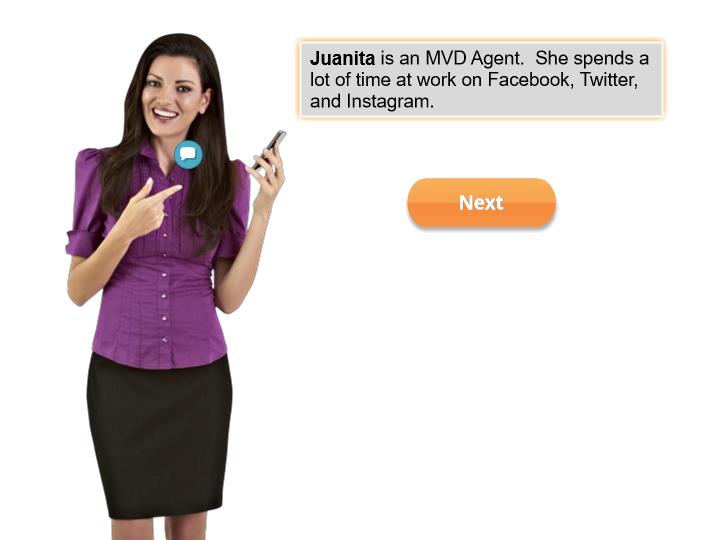 Juanita is an MVD Agent.  She spends a
lot of time at work on Facebook, Twitter,
and Instagram.
Next